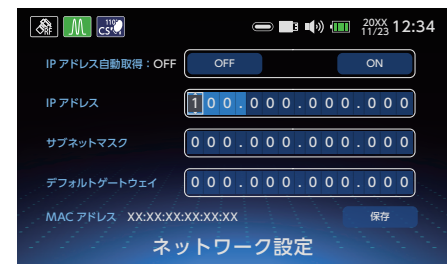 RF 110° CS 20XX 11/23 12:34
IPアドレス自動取得：OFF OFF ON
IPアドレス 100.000.000.000
サブネットマスク 000.000.000.000
デフォルトゲートウェイ 000.000.000.000
MACアドレス XX:XX:XX:XX:XX:XX 保存
ネットワーク設定